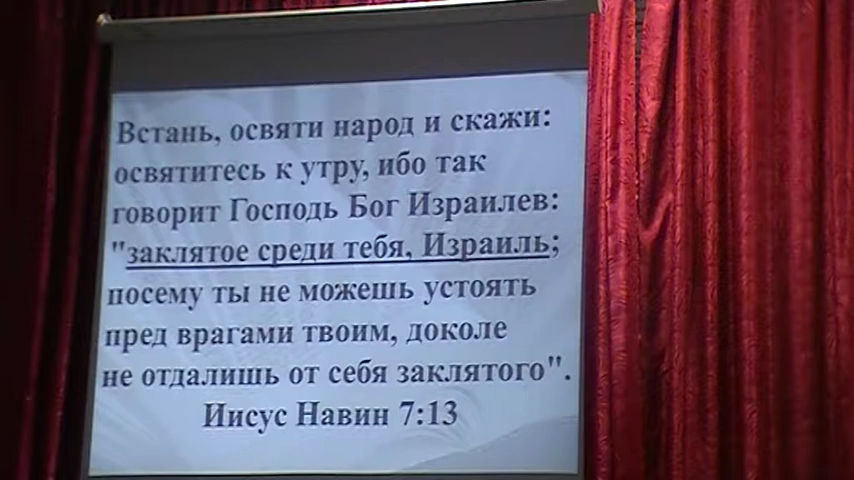 Встань, освяти народ и скажи:
освятитесь к утру, ибо так
говорит Господь Бог Израилев:
"заклятое среди тебя, Израиль;
посему ты не можешь устоять
пред врагами твоим, доколе
не отдалишь от себя заклятого".
Иисус Навин 7:13